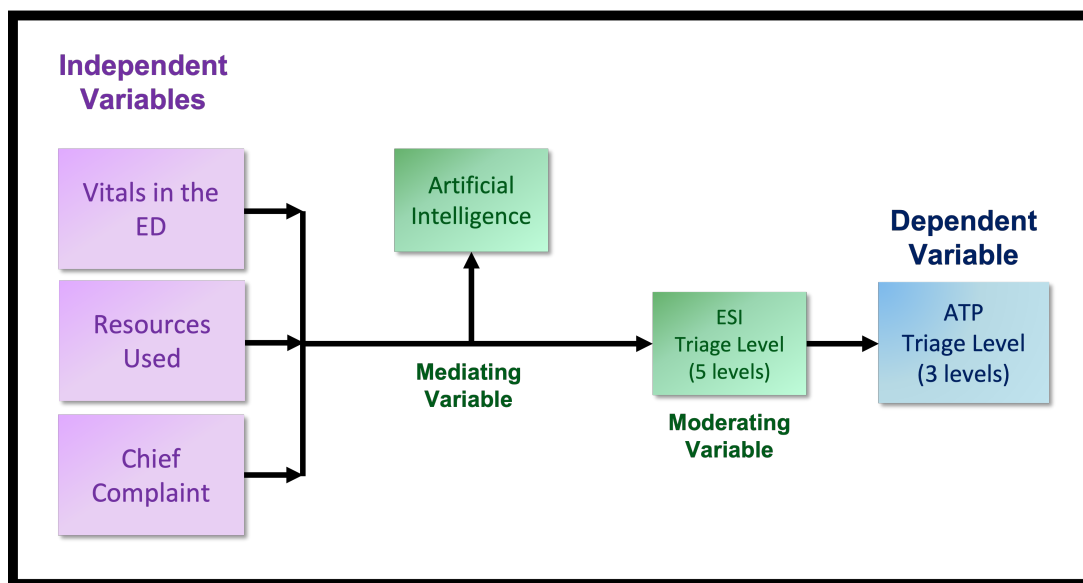 Independent
Variables
Vitals in the
ED
Resources
Used
Chief
Complaint
Artificial
Intelligence
Mediating
Variable
ESI
Triage Level
(5 levels)
Moderating
Variable
Dependent
Variable
ATP
Triage Level
(3 levels)